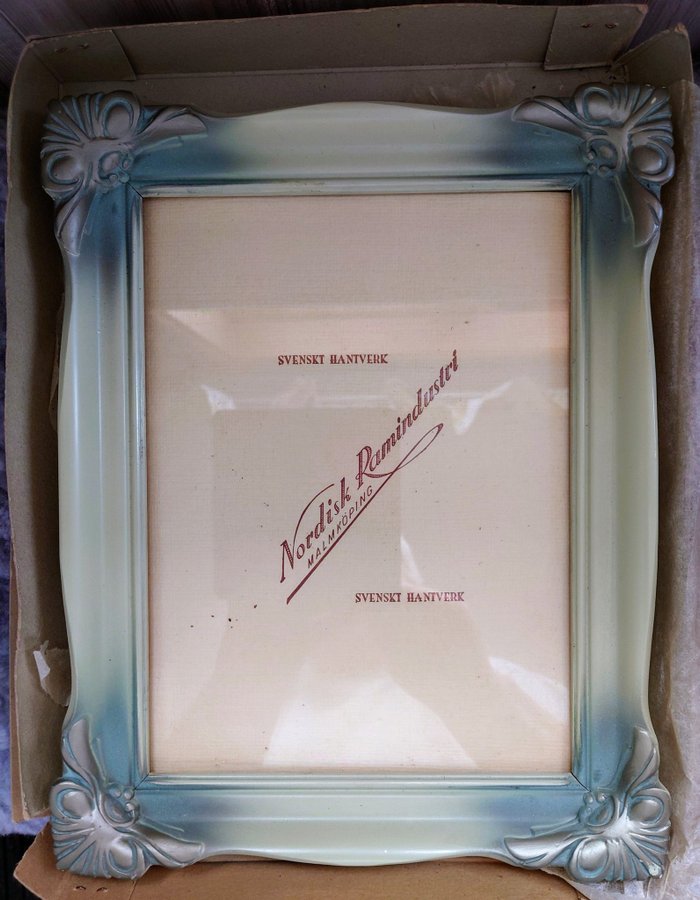 SVENSKT HANTVERK
Nordisk Ramindustri
MALMKÖPING
SVENSKT HANTVERK